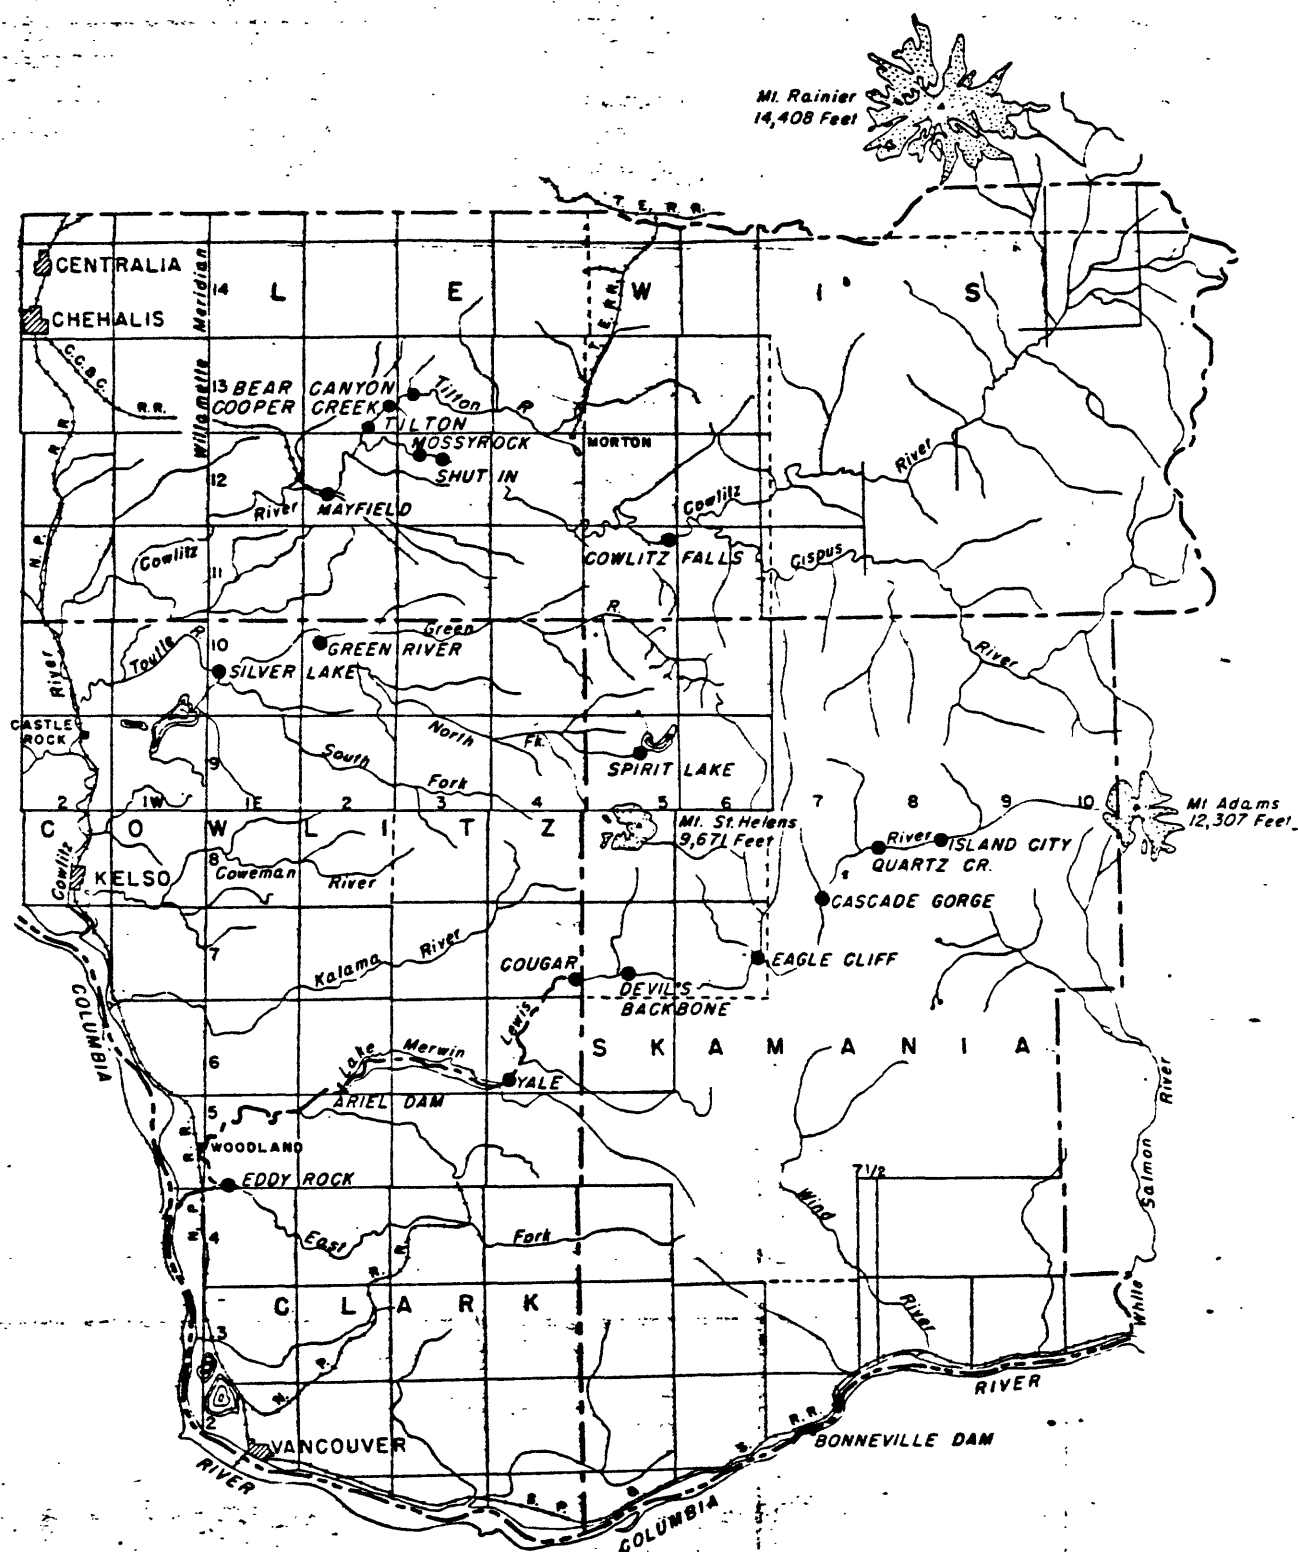 Mt. Rainier
14,408 Feet
T. E. R. R.
CENTRALIA
Willamette Meridian
14
L E W I S
CHEHALIS
T. E. R.R.
C.C.&C.
R.R.
13 BEAR CANYON
COOPER CREEK
Tilton R
TILTON
MOSSYROCK
MORTON
R R
N. P.
12
SHUT IN
River
MAYFIELD
Cowlitz
River
COWLITZ FALLS
Cispus
Cowlitz
11
Green R.
10
GREEN RIVER
Toutle R
SILVER LAKE
River
River
CASTLE
ROCK
North Fk.
South Fork
9
SPIRIT LAKE
2 1W 1E 2 3 4 5 6 7 8 9 10
Mt Adams
12,307 Feet
C O W L I T Z
Mt. St. Helens
9,671 Feet
River
ISLAND CITY
QUARTZ CR.
8
Coweman River
Cowlitz
KELSO
CASCADE GORGE
7
Kalama River
COUGAR
EAGLE CLIFF
DEVIL'S
BACKBONE
COLUMBIA
Lewis
S K A M A N I A
6
Lake Merwin
YALE
ARIEL DAM
5
R. R.
WOODLAND
EDDY ROCK
7 1/2
Wind
River
Salmon
River
White
N. P.
4
East Fork
R. R.
C L A R K
3
N. P.
2
VANCOUVER
RIVER
RIVER
BONNEVILLE DAM
S. P. & S. R.R.
COLUMBIA